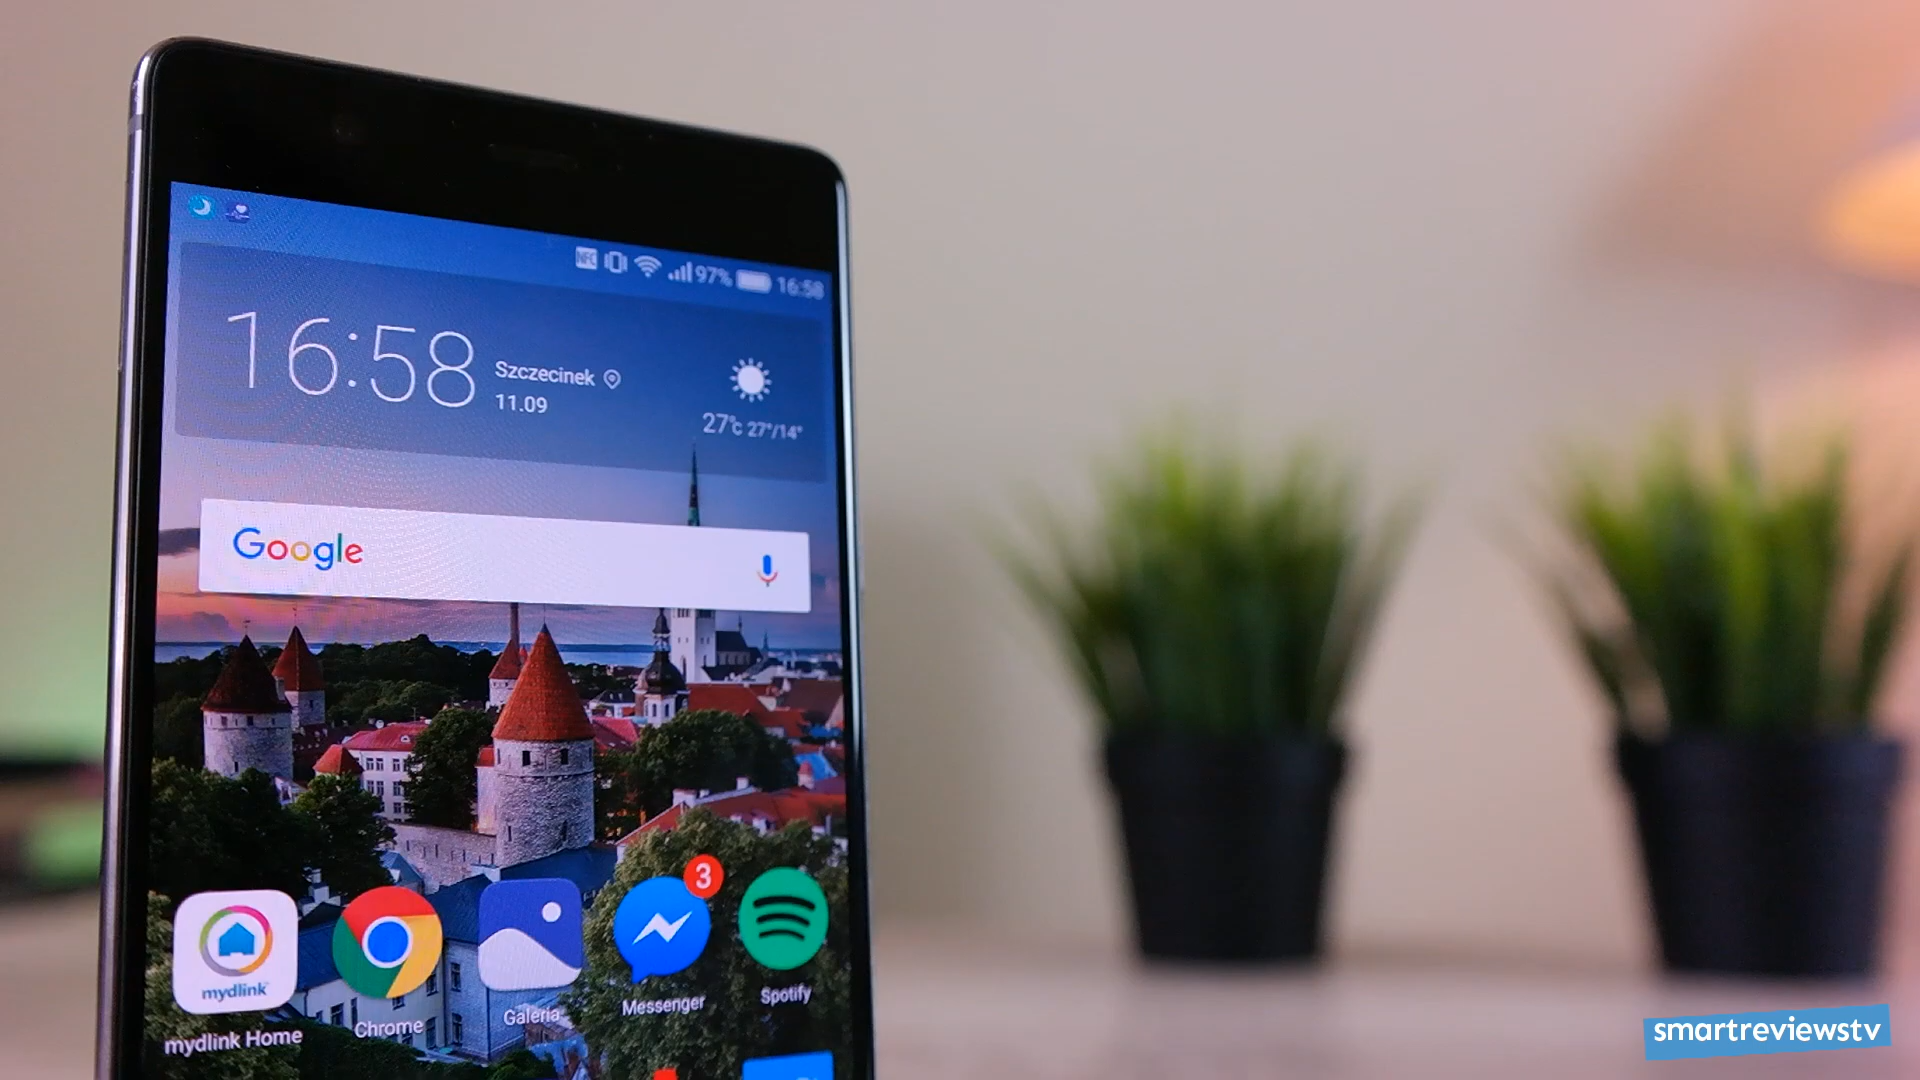 NFC 97% 16:58
16:58
Szczecinek
11.09
27°C 27°/14°
Google
mydlink
mydlink Home
Chrome
Galeria
3
Messenger
Spotify
smartreviewstv